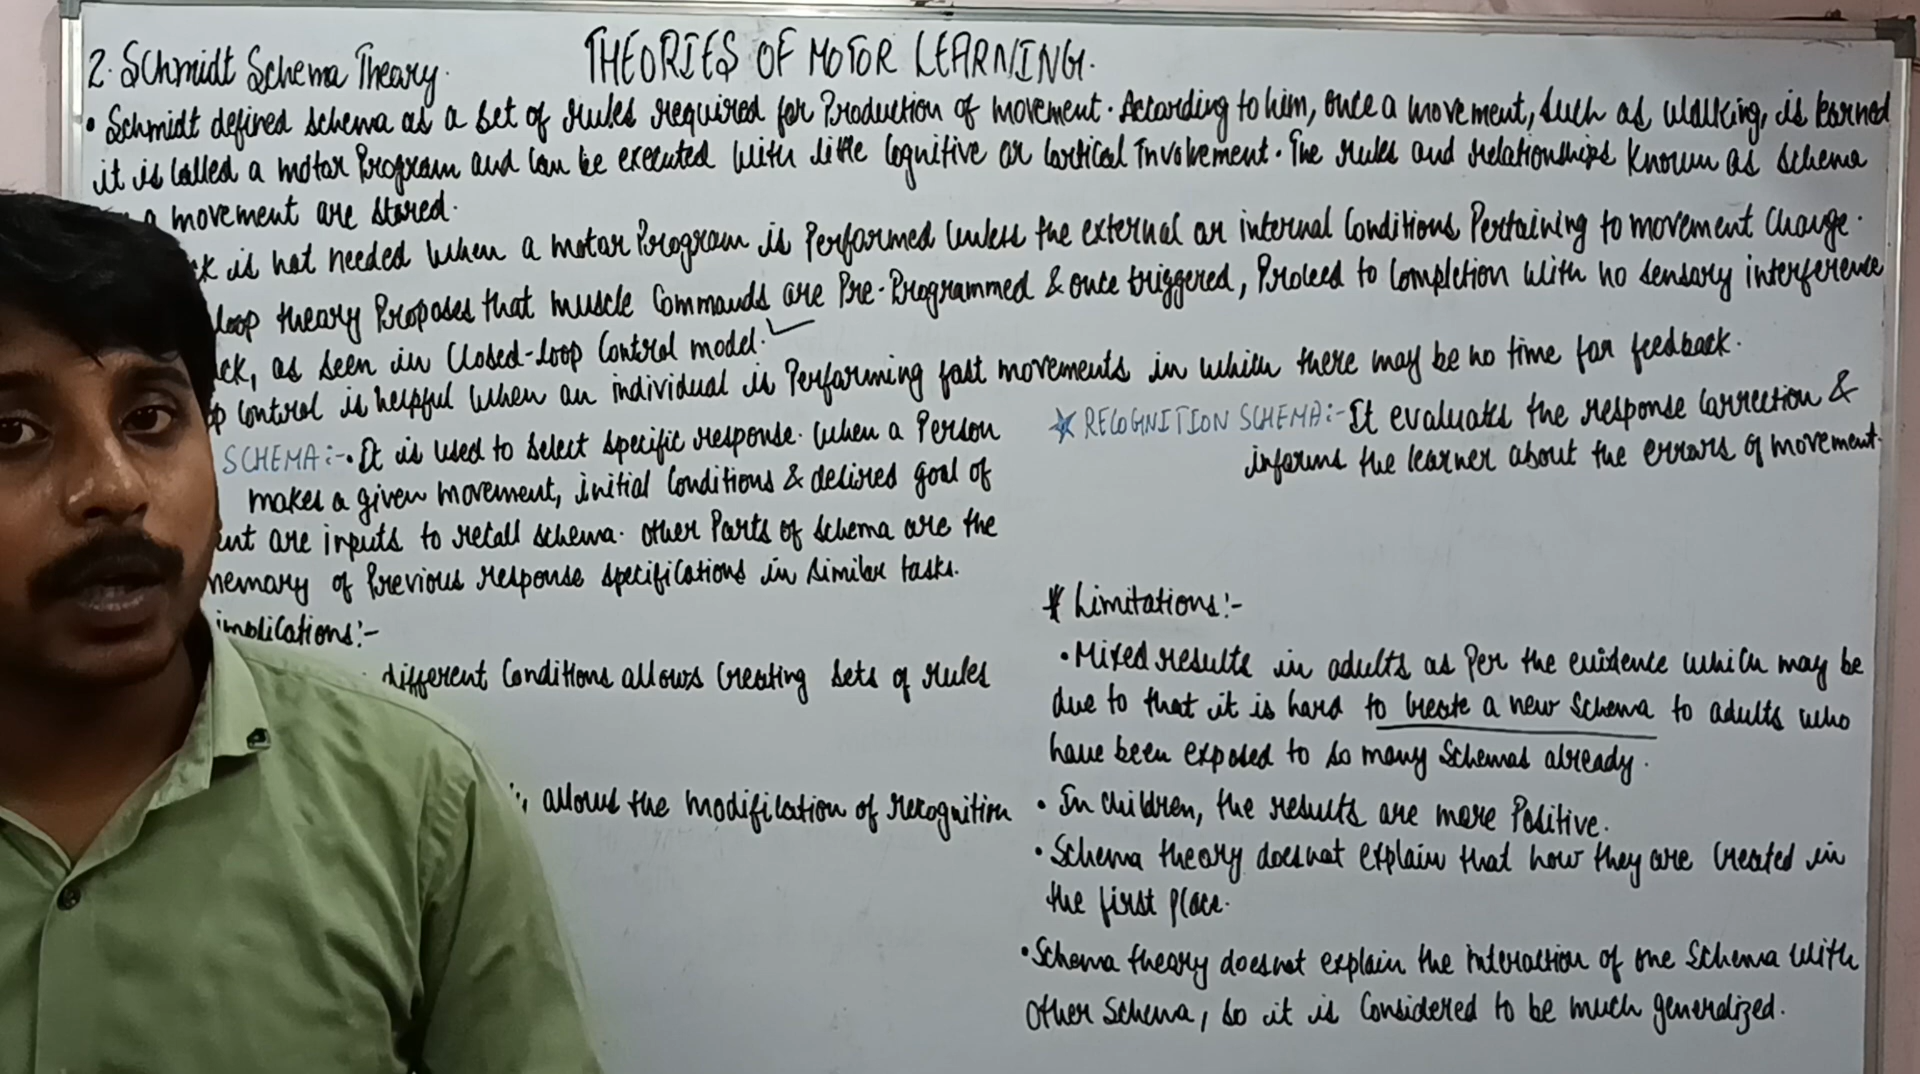 THEORIES OF MOTOR LEARNING.
2. Schmidt Schema Theory.
• Schmidt defined schema as a set of rules required for Production of movement. According to him, once a movement, such as walking, is learned
it is called a motor Program and can be executed with little Cognitive or Cortical Involvement. The rules and relationships known as schema
a movement are stored.
is not needed when a motor Program is Performed unless the external or internal Conditions Pertaining to movement change.
loop theory Proposes that muscle Commands are Pre-Programmed & once triggered, Proceed to Completion with no sensory interference
as seen in Closed-loop Control model.
Control is helpful when an individual is Performing fast movements in which there may be no time for feedback.
SCHEMA:- • It is used to select specific response. When a Person
makes a given movement, initial Conditions & desired goal of
are inputs to recall schema. Other Parts of Schema are the
memory of Previous response specifications in similar tasks.
implications:-
different Conditions allows Creating sets of rules
allows the modification of recognition
★ RECOGNITION SCHEMA:- It evaluates the response correction &
informs the learner about the errors of movement.
* Limitations:-
• Mixed results in adults as Per the evidence which may be
due to that it is hard to Create a new Schema to adults who
have been exposed to so many Schemas already.
• In children, the results are more Positive.
• Schema theory does not explain that how they are Created in
the first place.
• Schema theory does not explain the interaction of one Schema with
other Schema, so it is Considered to be much generalized.